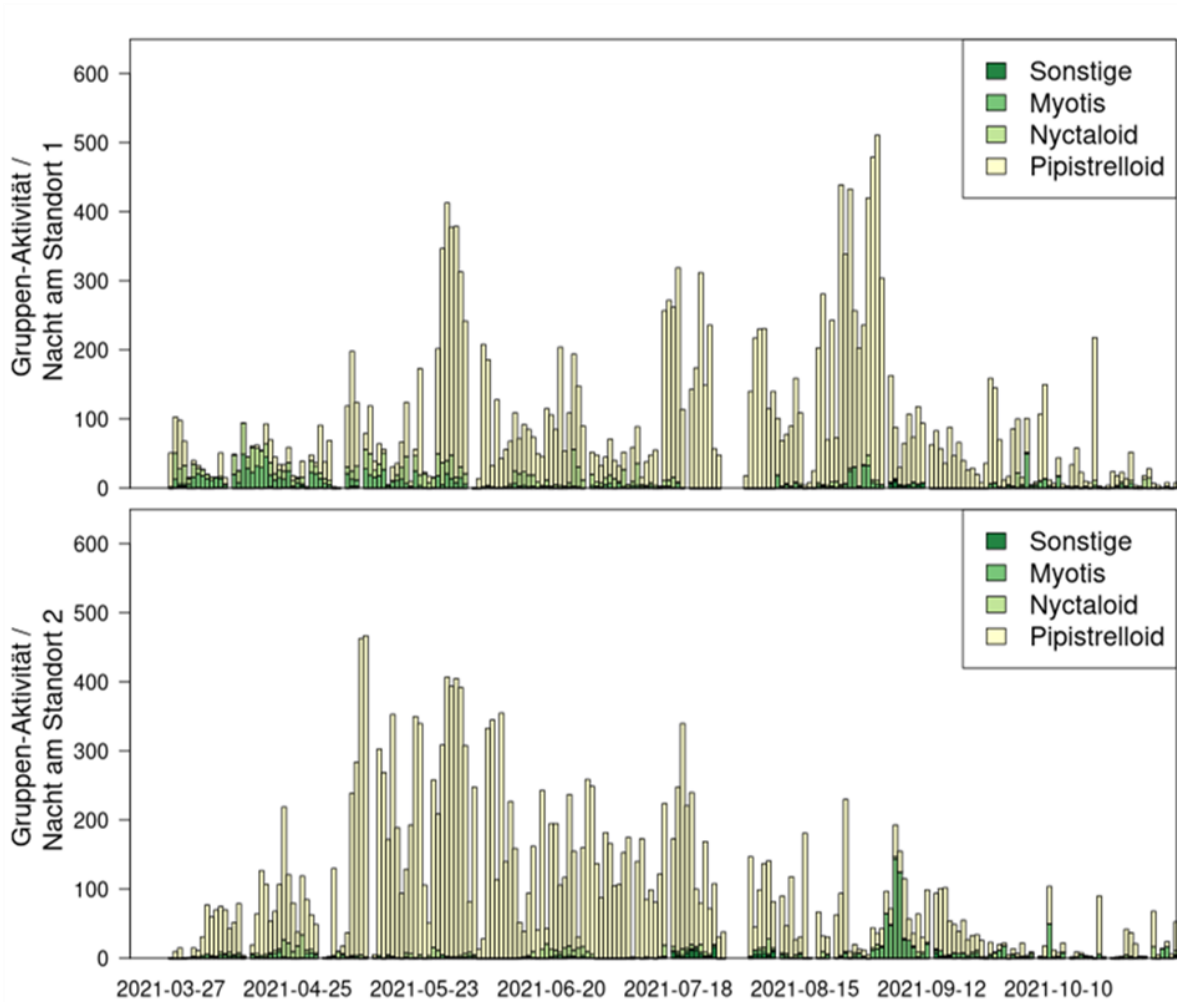 600
500
400
300
200
100
0
Gruppen-Aktivität /
Nacht am Standort 1
Sonstige
Myotis
Nyctaloid
Pipistrelloid
600
500
400
300
200
100
0
Gruppen-Aktivität /
Nacht am Standort 2
Sonstige
Myotis
Nyctaloid
Pipistrelloid
2021-03-27 2021-04-25 2021-05-23 2021-06-20 2021-07-18 2021-08-15 2021-09-12 2021-10-10